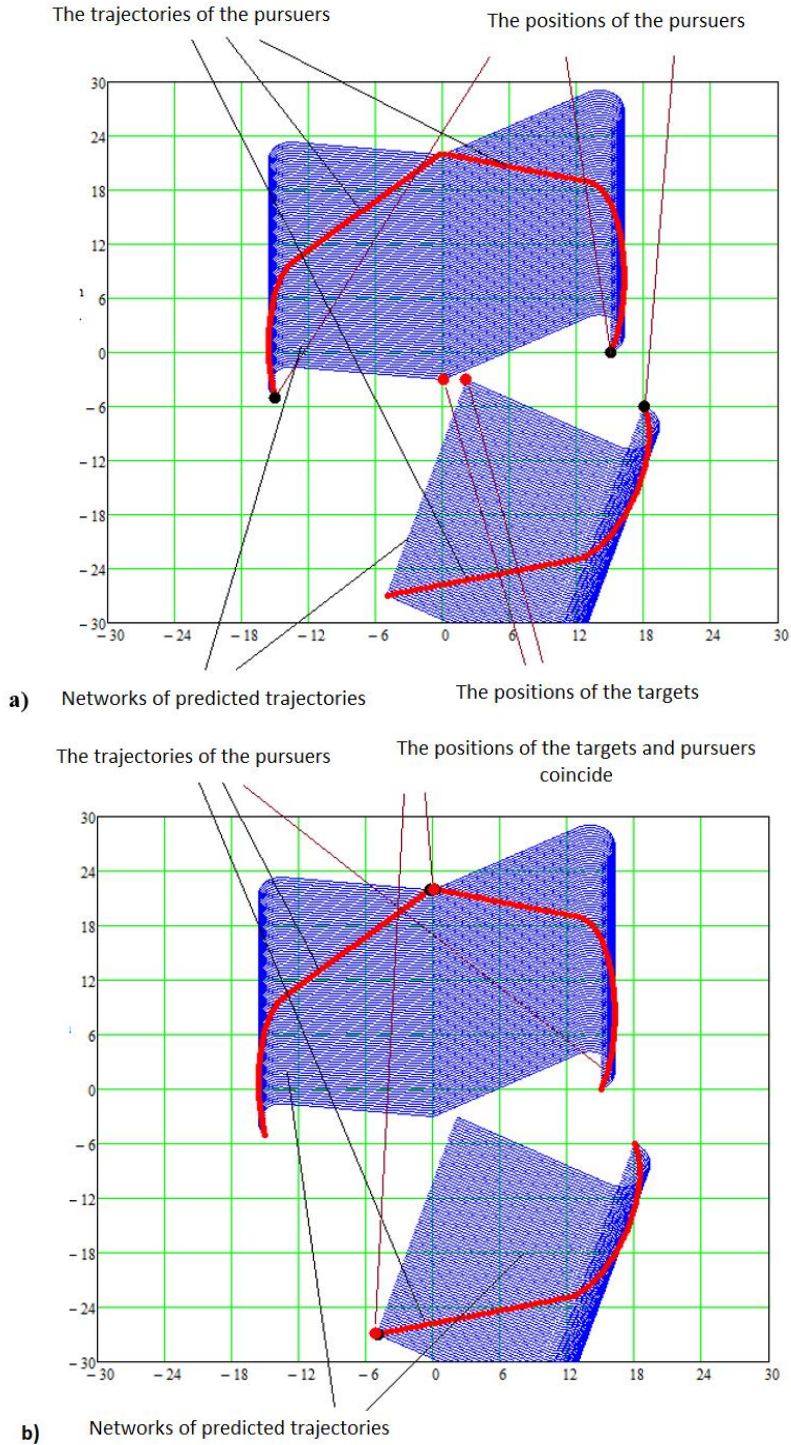 The trajectories of the pursuers
The positions of the pursuers
30
24
18
12
1
6
0
− 6
− 12
− 18
− 24
− 30
− 30 − 24 − 18 − 12 − 6 0 6 12 18 24 30
a) Networks of predicted trajectories
The positions of the targets
The trajectories of the pursuers
The positions of the targets and pursuers
coincide
30
24
18
12
6
0
− 6
− 12
− 18
− 24
− 30
− 30 − 24 − 18 − 12 − 6 0 6 12 18 24 30
b) Networks of predicted trajectories